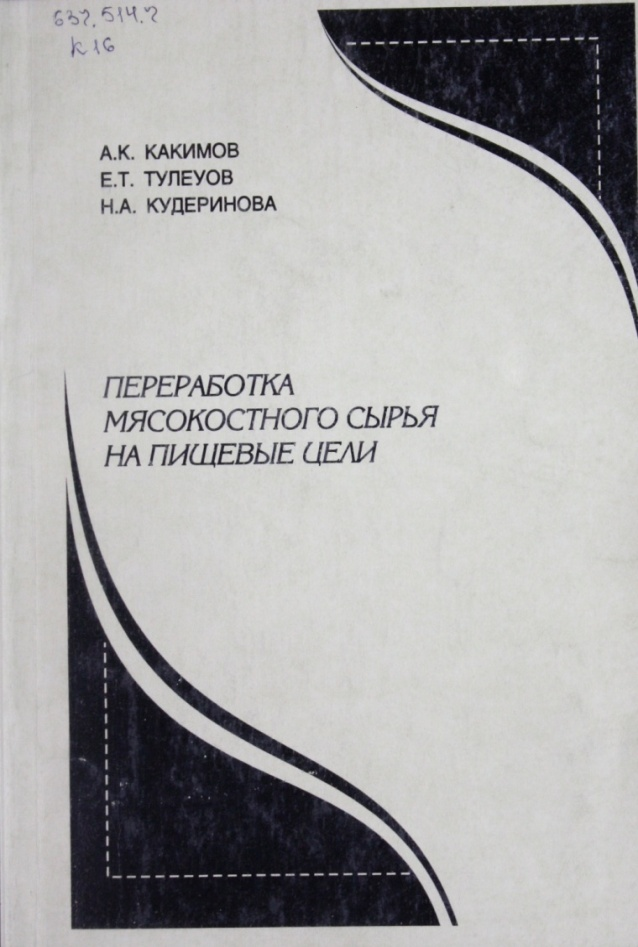 637.514.7
К16
А.К. КАКИМОВ
Е.Т. ТУЛЕУОВ
Н.А. КУДЕРИНОВА
ПЕРЕРАБОТКА
МЯСОКОСТНОГО СЫРЬЯ
НА ПИЩЕВЫЕ ЦЕЛИ